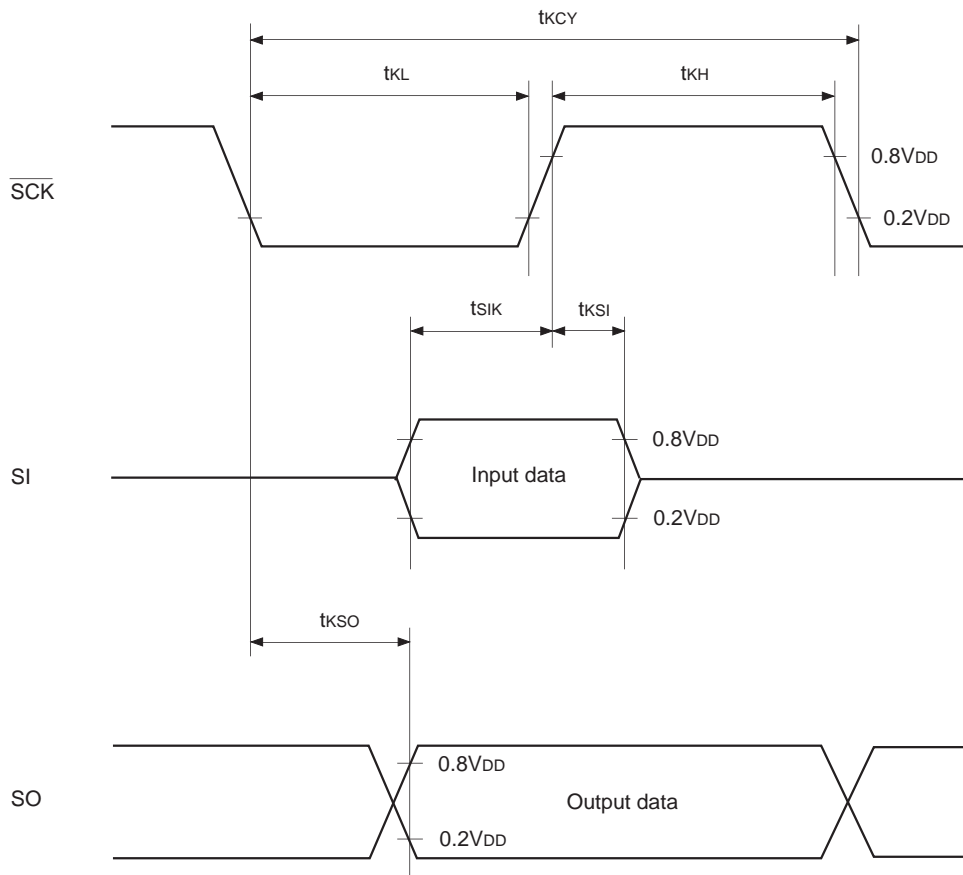 tKCY
tKL
tKH
0.8VDD
SCK
0.2VDD
tSIK
tKSI
0.8VDD
SI
Input data
0.2VDD
tKSO
0.8VDD
SO
Output data
0.2VDD